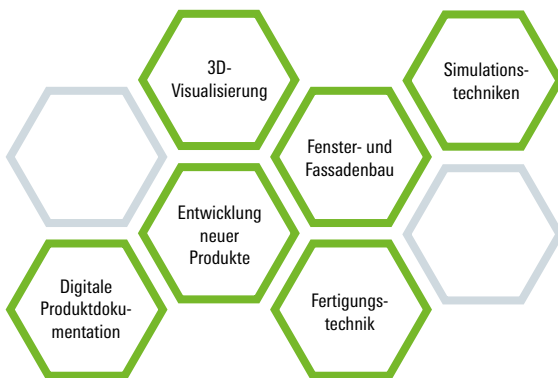 3D-
Visualisierung
Simulations-
techniken
Fenster- und
Fassadenbau
Entwicklung
neuer
Produkte
Digitale
Produktdoku-
mentation
Fertigungs-
technik